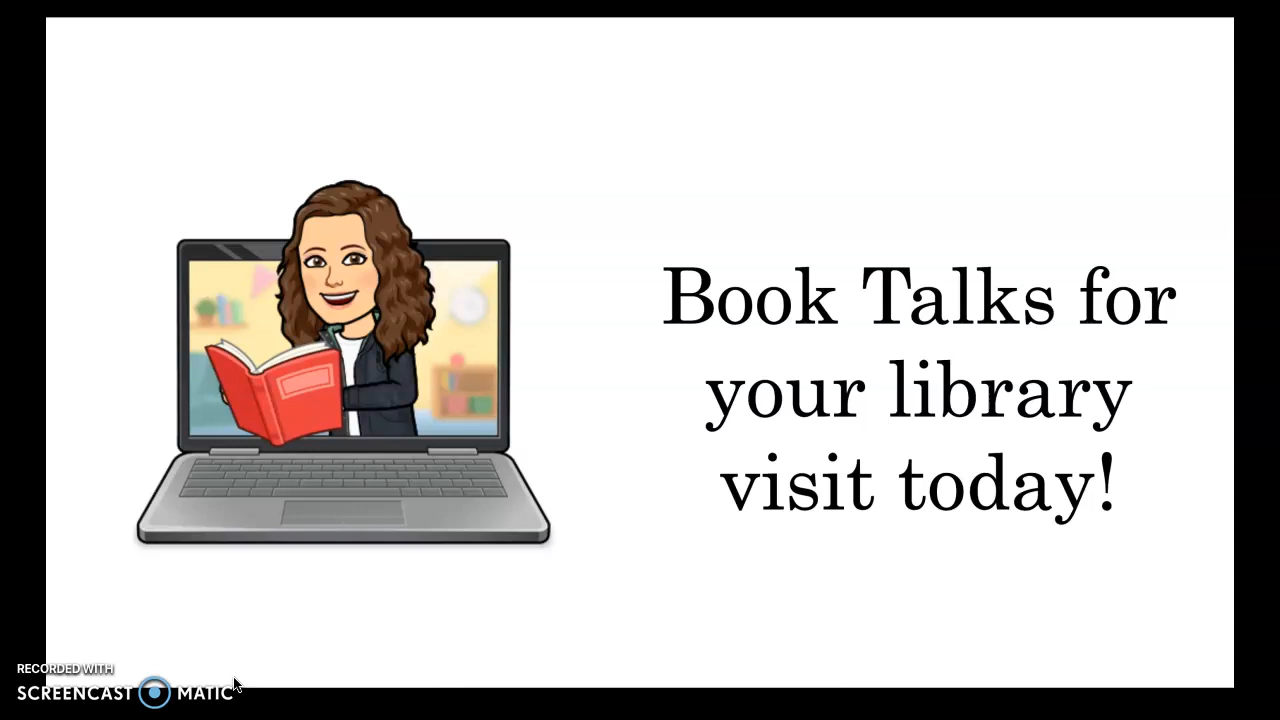 Book Talks for
your library
visit today!
RECORDED WITH
SCREENCAST MATIC